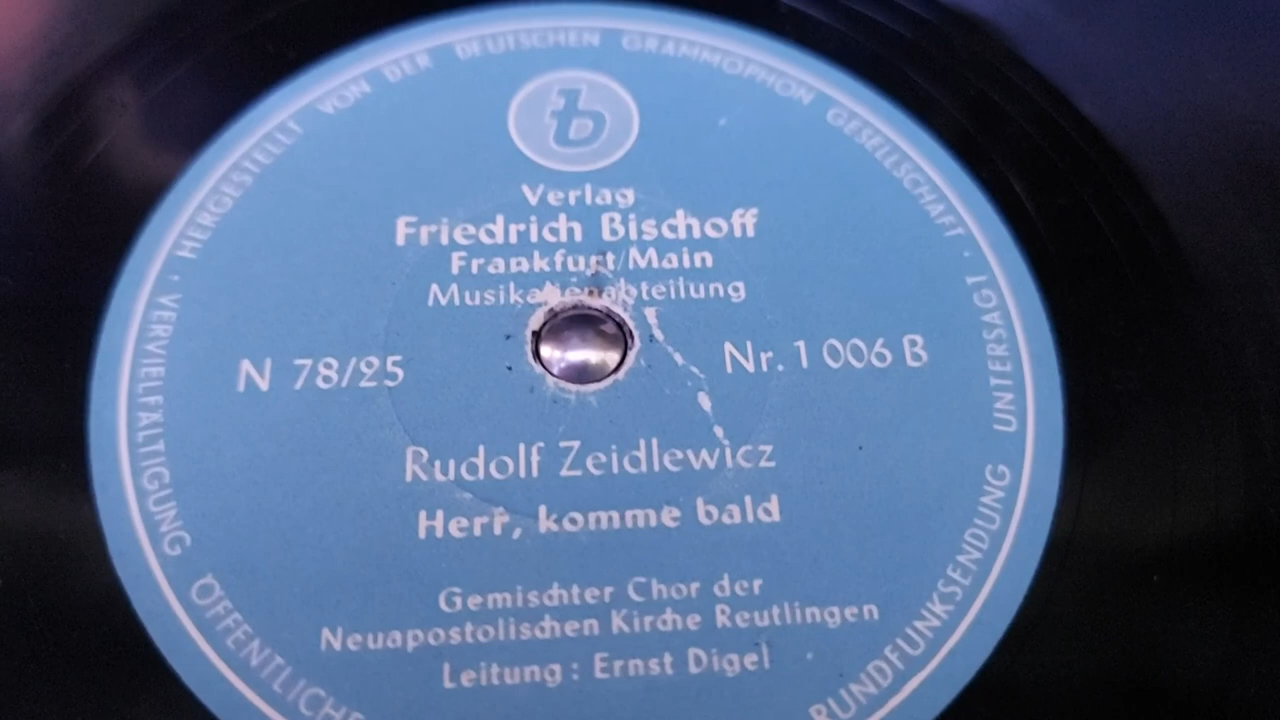 HERGESTELLT VON DER DEUTSCHEN GRAMMOPHON GESELLSCHAFT · VERVIELFÄLTIGUNG ÖFFENTLICHE RUNDFUNKSENDUNG UNTERSAGT ·
b
Verlag
Friedrich Bischoff
Frankfurt/Main
Musikalienabteilung
N 78/25
Nr. 1 006 B
Rudolf Zeidlewicz
Herr, komme bald
Gemischter Chor der
Neuapostolischen Kirche Reutlingen
Leitung : Ernst Digel